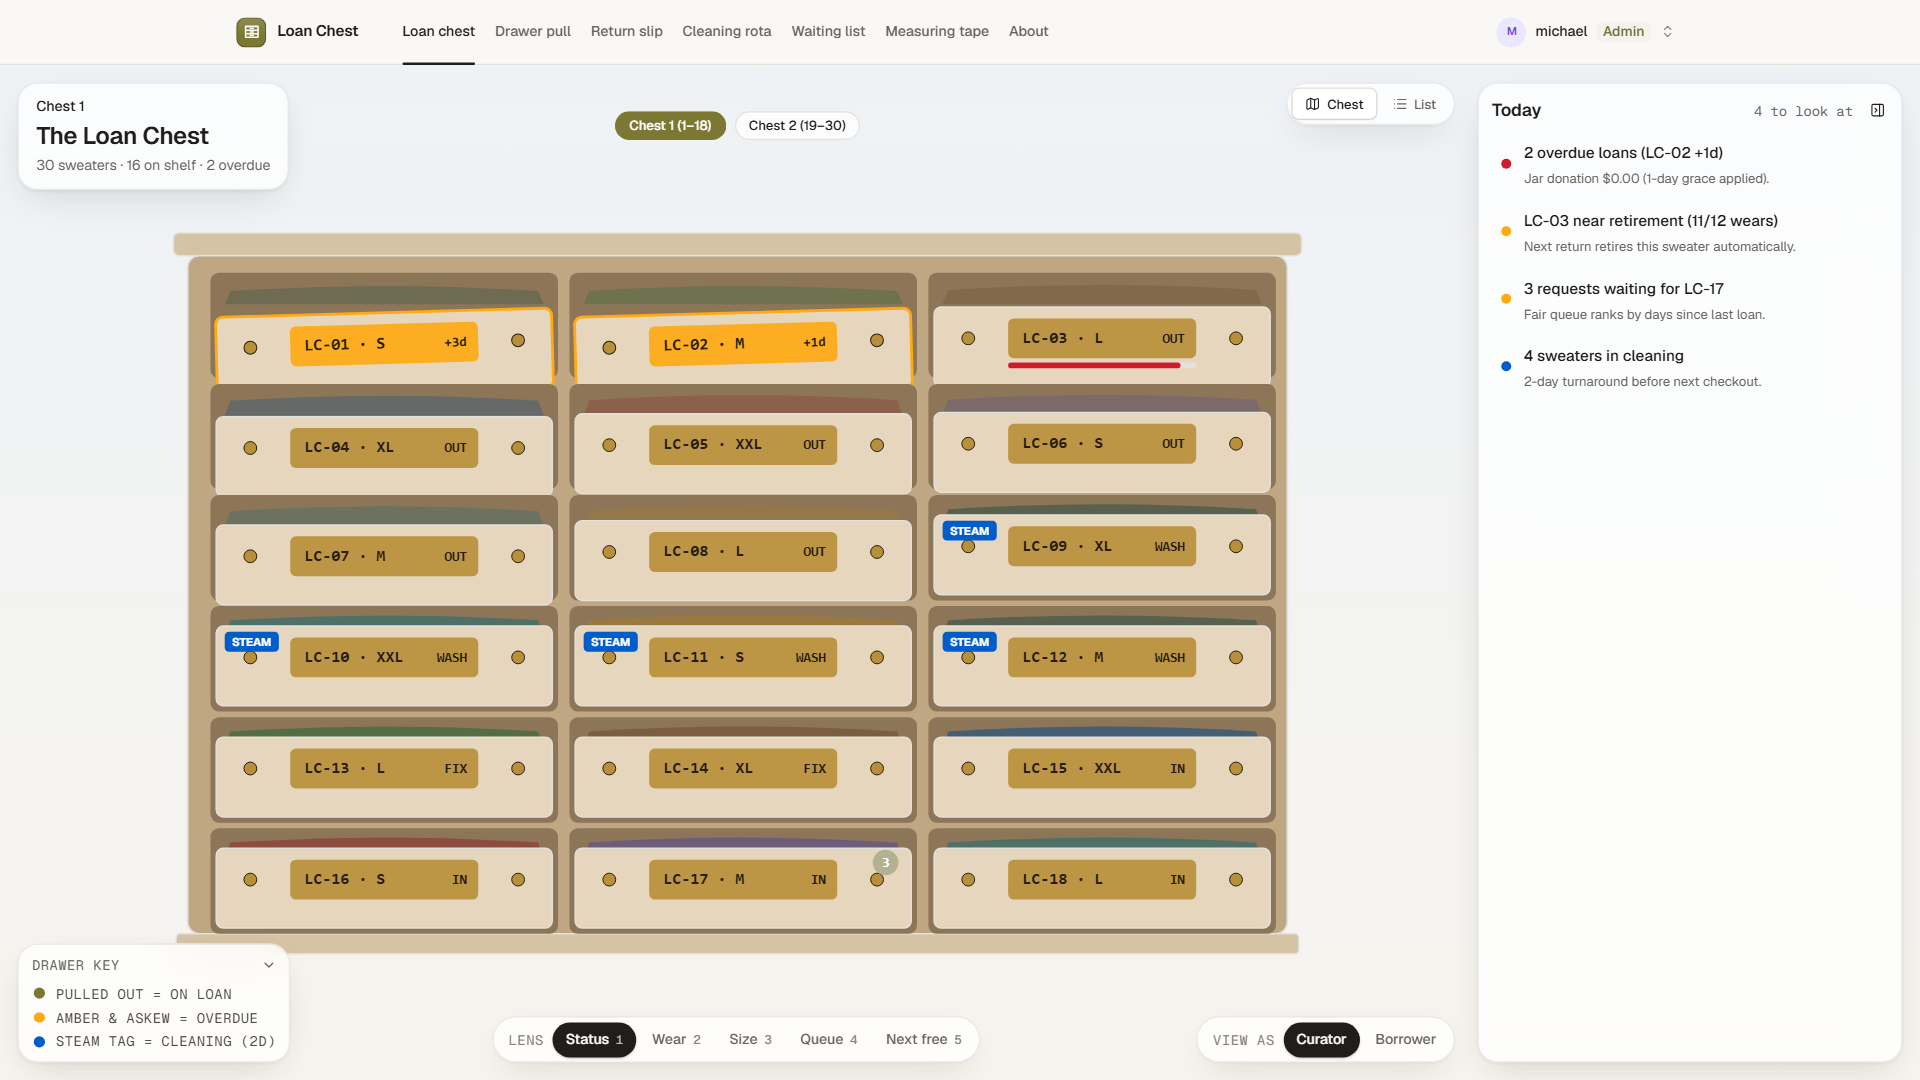 Loan Chest
Loan chest
Drawer pull
Return slip
Cleaning rota
Waiting list
Measuring tape
About
M
michael
Admin
Chest 1
The Loan Chest
30 sweaters · 16 on shelf · 2 overdue
Chest 1 (1–18)
Chest 2 (19–30)
Chest
List
LC-01 · S +3d
LC-02 · M +1d
LC-03 · L OUT
LC-04 · XL OUT
LC-05 · XXL OUT
LC-06 · S OUT
LC-07 · M OUT
LC-08 · L OUT
STEAM
LC-09 · XL WASH
STEAM
LC-10 · XXL WASH
STEAM
LC-11 · S WASH
STEAM
LC-12 · M WASH
LC-13 · L FIX
LC-14 · XL FIX
LC-15 · XXL IN
LC-16 · S IN
LC-17 · M IN
3
LC-18 · L IN
DRAWER KEY
PULLED OUT = ON LOAN
AMBER & ASKEW = OVERDUE
STEAM TAG = CLEANING (2D)
LENS
Status 1
Wear 2
Size 3
Queue 4
Next free 5
VIEW AS
Curator
Borrower
Today
4 to look at
2 overdue loans (LC-02 +1d)
Jar donation $0.00 (1-day grace applied).
LC-03 near retirement (11/12 wears)
Next return retires this sweater automatically.
3 requests waiting for LC-17
Fair queue ranks by days since last loan.
4 sweaters in cleaning
2-day turnaround before next checkout.